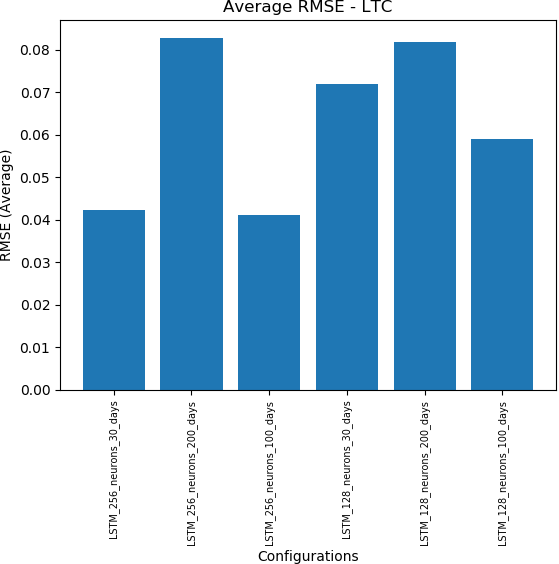 Average RMSE - LTC
RMSE (Average)
0.08
0.07
0.06
0.05
0.04
0.03
0.02
0.01
0.00
LSTM_256_neurons_30_days
LSTM_256_neurons_200_days
LSTM_256_neurons_100_days
LSTM_128_neurons_30_days
LSTM_128_neurons_200_days
LSTM_128_neurons_100_days
Configurations